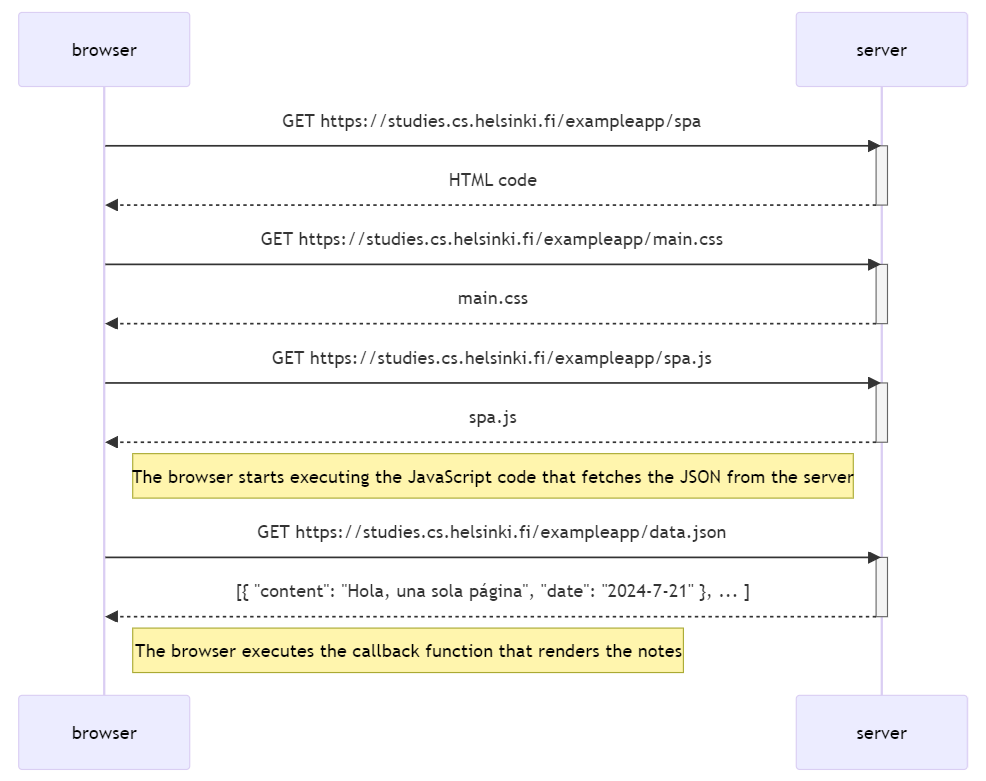 browser
server
GET https://studies.cs.helsinki.fi/exampleapp/spa
HTML code
GET https://studies.cs.helsinki.fi/exampleapp/main.css
main.css
GET https://studies.cs.helsinki.fi/exampleapp/spa.js
spa.js
The browser starts executing the JavaScript code that fetches the JSON from the server
GET https://studies.cs.helsinki.fi/exampleapp/data.json
[{ "content": "Hola, una sola página", "date": "2024-7-21" }, ... ]
The browser executes the callback function that renders the notes
browser
server